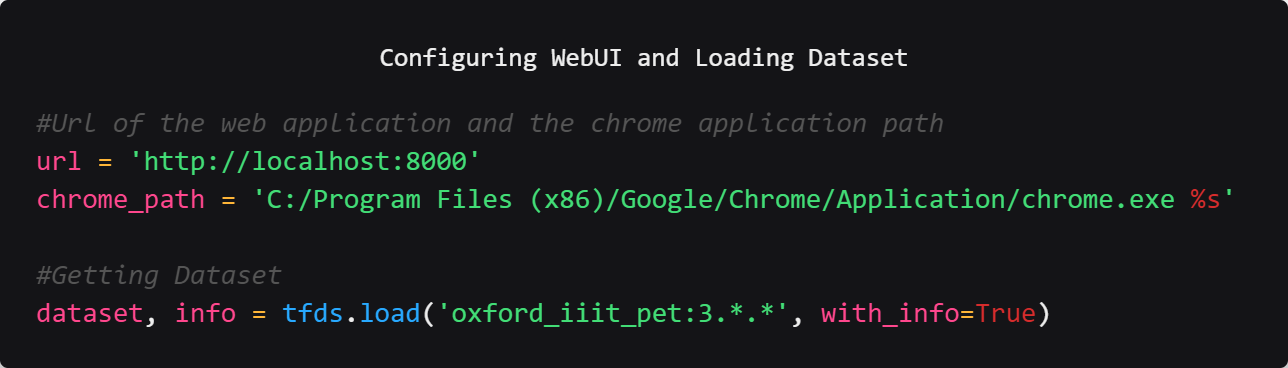 Configuring WebUI and Loading Dataset
#Url of the web application and the chrome application path
url = 'http://localhost:8000'
chrome_path = 'C:/Program Files (x86)/Google/Chrome/Application/chrome.exe %s'
#Getting Dataset
dataset, info = tfds.load('oxford_iiit_pet:3.*.*', with_info=True)